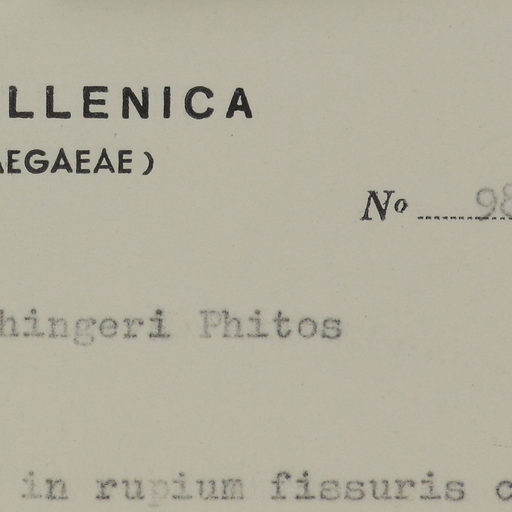 LLENICA
AEGAEAE)
No 98
hingeri Phitos
in rupium fissuris c